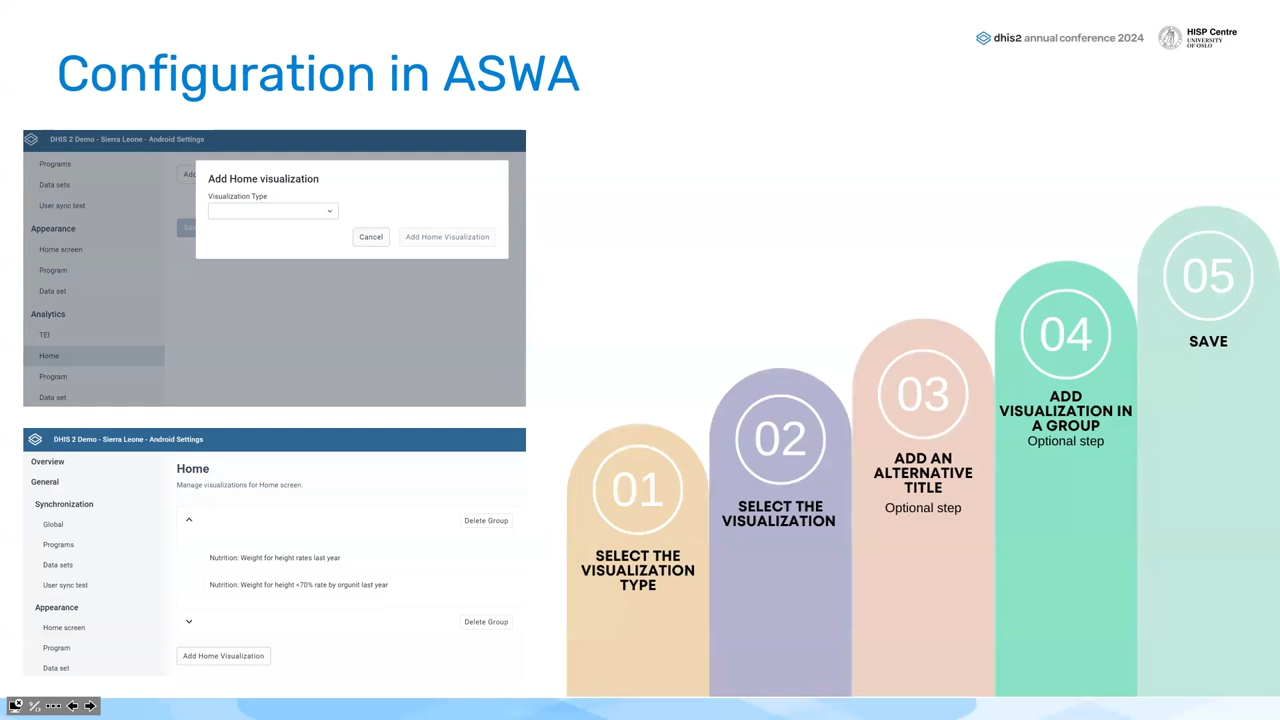 Configuration in ASWA
dhis2 annual conference 2024
HISP Centre
UNIVERSITY
OF OSLO
DHIS 2 Demo - Sierra Leone - Android Settings
Programs
Data sets
User sync test
Appearance
Home screen
Program
Data set
Analytics
TEI
Home
Program
Data set
Add Home visualization
Visualization Type
Cancel
Add Home Visualization
DHIS 2 Demo - Sierra Leone - Android Settings
Overview
General
Synchronization
Global
Programs
Data sets
User sync test
Appearance
Home screen
Program
Data set
Home
Manage visualizations for Home screen.
Delete Group
Nutrition: Weight for height rates last year
Nutrition: Weight for height <70% rate by orgunit last year
Delete Group
Add Home Visualization
01
SELECT THE
VISUALIZATION
TYPE
02
SELECT THE
VISUALIZATION
03
ADD AN
ALTERNATIVE
TITLE
Optional step
04
ADD
VISUALIZATION IN
A GROUP
Optional step
05
SAVE